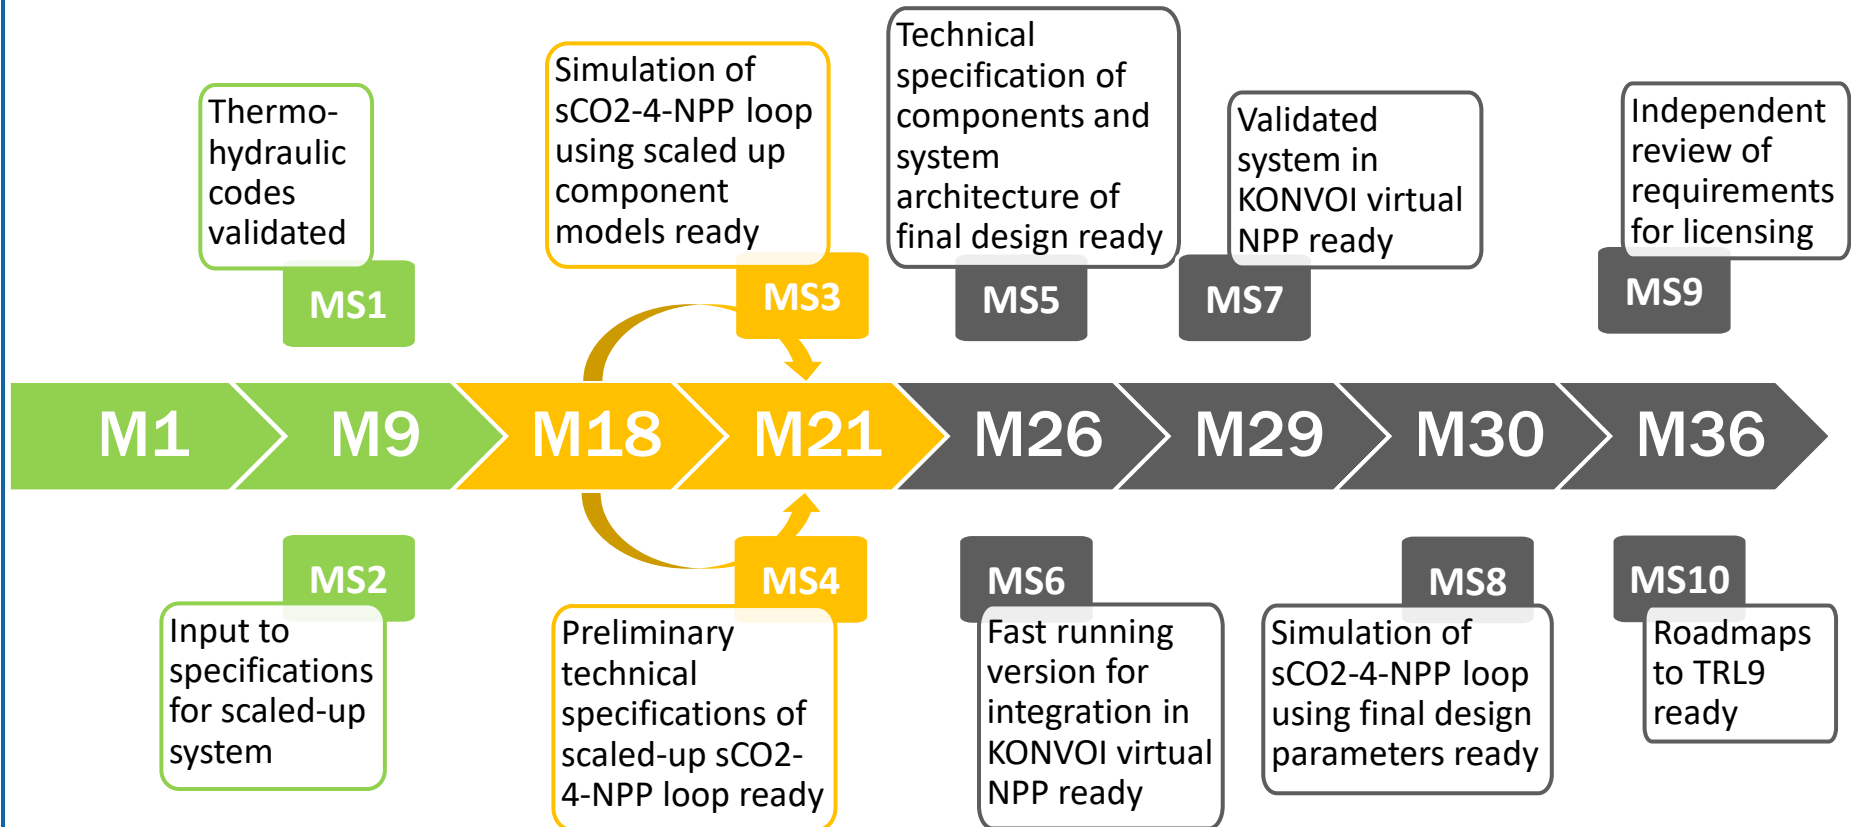 Thermo-
hydraulic
codes
validated
MS1
Simulation of
sCO2-4-NPP loop
using scaled up
component
models ready
MS3
Technical
specification of
components and
system
architecture of
final design ready
MS5
Validated
system in
KONVOI virtual
NPP ready
MS7
Independent
review of
requirements
for licensing
MS9
M1
M9
M18
M21
M26
M29
M30
M36
MS2
Input to
specifications
for scaled-up
system
MS4
Preliminary
technical
specifications of
scaled-up sCO2-
4-NPP loop ready
MS6
Fast running
version for
integration in
KONVOI virtual
NPP ready
MS8
Simulation of
sCO2-4-NPP loop
using final design
parameters ready
MS10
Roadmaps
to TRL9
ready